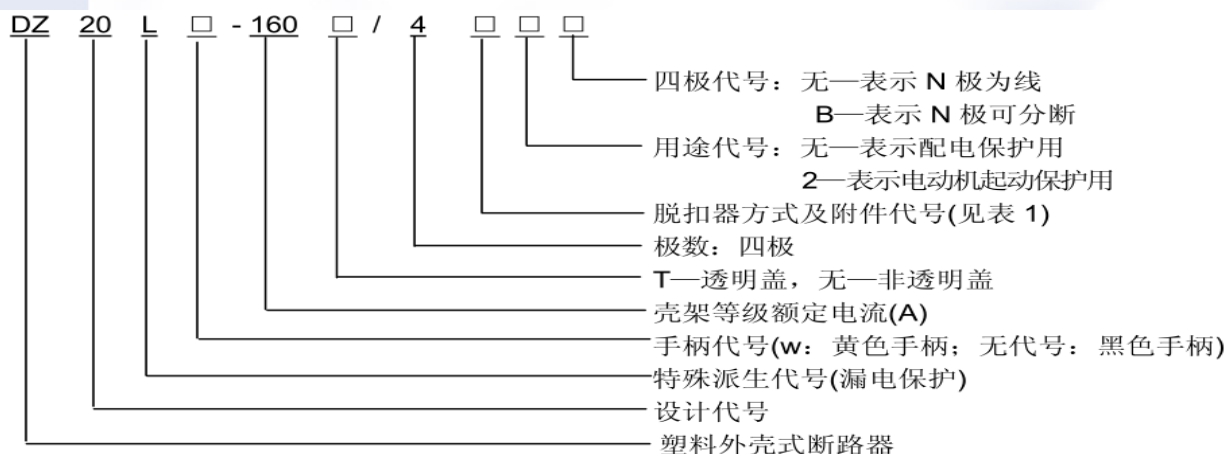 DZ 20 L □ - 160 □ / 4 □ □ □
四极代号：无—表示 N 极为线
B—表示 N 极可分断
用途代号：无—表示配电保护用
2—表示电动机起动保护用
脱扣器方式及附件代号(见表 1)
极数：四极
T—透明盖，无—非透明盖
壳架等级额定电流(A)
手柄代号(w：黄色手柄；无代号：黑色手柄)
特殊派生代号(漏电保护)
设计代号
塑料外壳式断路器